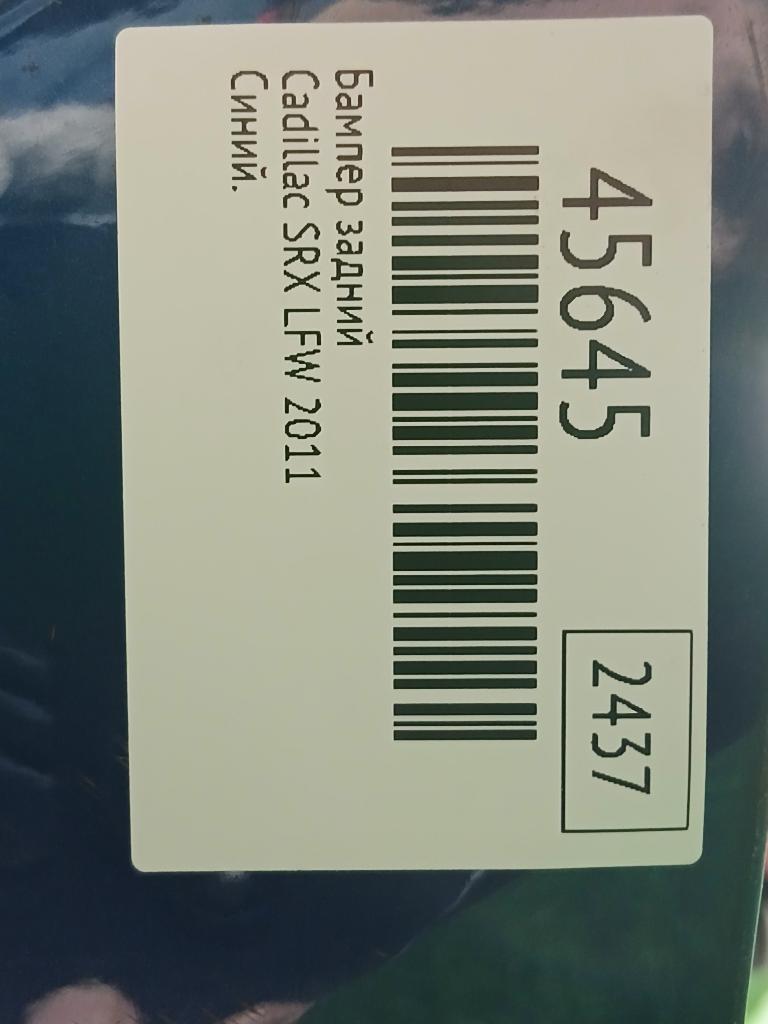 45645
2437
Бампер задний
Cadillac SRX LFW 2011
Синий.